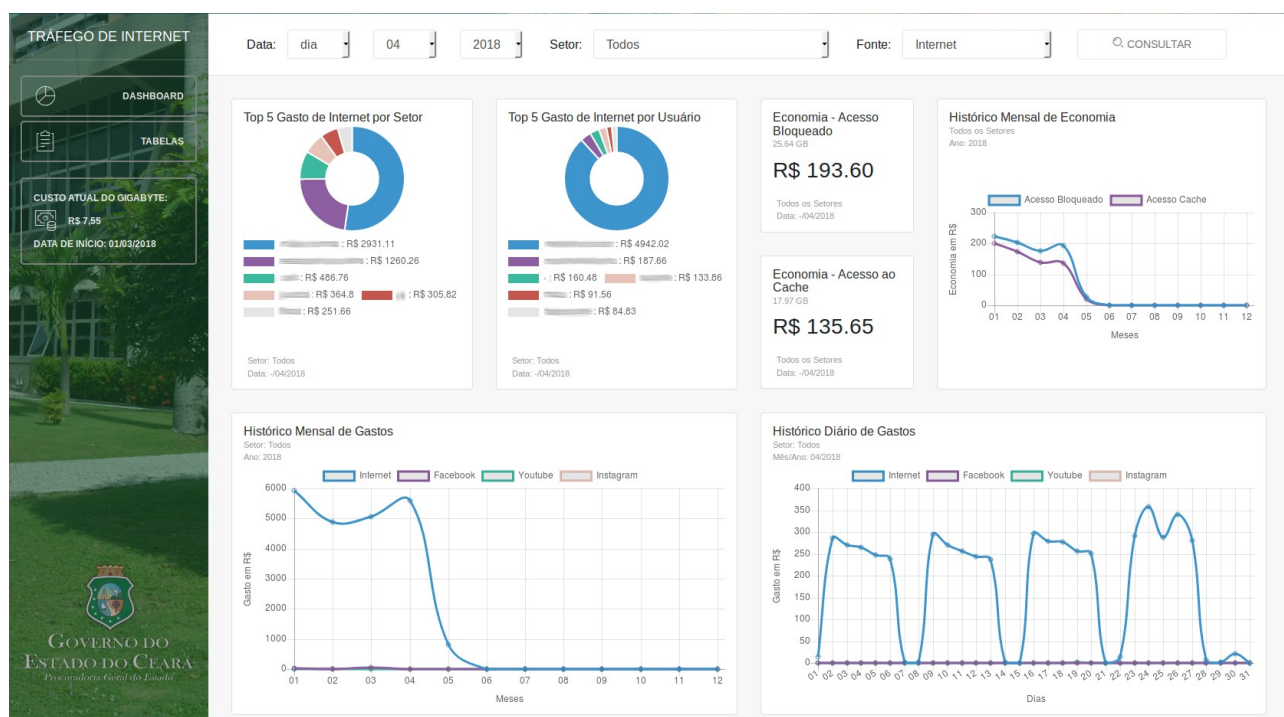 TRÁFEGO DE INTERNET
DASHBOARD
TABELAS
CUSTO ATUAL DO GIGABYTE:
R$ 7,55
DATA DE INÍCIO: 01/03/2018
GOVERNO DO
ESTADO DO CEARÁ
Procuradoria Geral do Estado
Data: dia 04 2018 Setor: Todos Fonte: Internet CONSULTAR
Top 5 Gasto de Internet por Setor
: R$ 2931.11
: R$ 1260.26
: R$ 486.76
: R$ 364.8 : R$ 305.82
: R$ 251.66
Setor: Todos
Data: -/04/2018
Top 5 Gasto de Internet por Usuário
: R$ 4942.02
: R$ 187.66
: R$ 160.48 : R$ 133.86
: R$ 91.56
: R$ 84.83
Setor: Todos
Data: -/04/2018
Economia - Acesso
Bloqueado
25.64 GB
R$ 193.60
Todos os Setores
Data: -/04/2018
Economia - Acesso ao
Cache
17.97 GB
R$ 135.65
Todos os Setores
Data: -/04/2018
Histórico Mensal de Economia
Todos os Setores
Ano: 2018
Acesso Bloqueado Acesso Cache
Economia em R$
300
200
100
0
01 02 03 04 05 06 07 08 09 10 11 12
Meses
Histórico Mensal de Gastos
Setor: Todos
Ano: 2018
Internet Facebook Youtube Instagram
Gasto em R$
6000
5000
4000
3000
2000
1000
0
01 02 03 04 05 06 07 08 09 10 11 12
Meses
Histórico Diário de Gastos
Setor: Todos
Mês/Ano: 04/2018
Internet Facebook Youtube Instagram
Gasto em R$
400
350
300
250
200
150
100
50
0
01 02 03 04 05 06 07 08 09 10 11 12 13 14 15 16 17 18 19 20 21 22 23 24 25 26 27 28 29 30 31
Dias